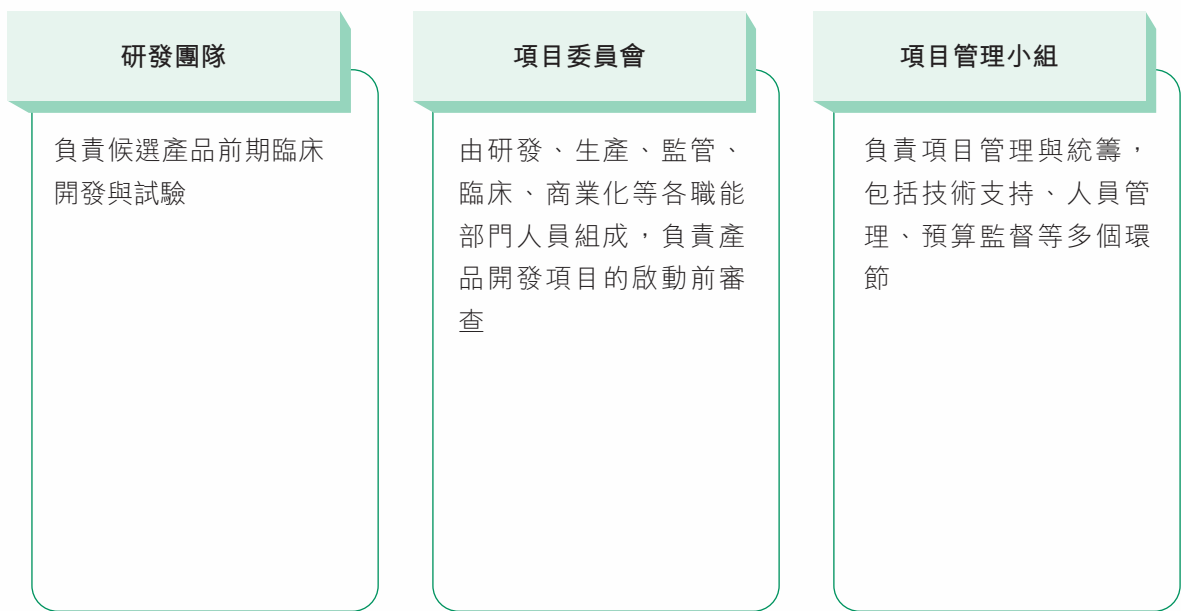 研發團隊
負責候選產品前期臨床
開發與試驗
項目委員會
由研發、生產、監管、
臨床、商業化等各職能
部門人員組成，負責產
品開發項目的啟動前審
查
項目管理小組
負責項目管理與統籌，
包括技術支持、人員管
理、預算監督等多個環
節